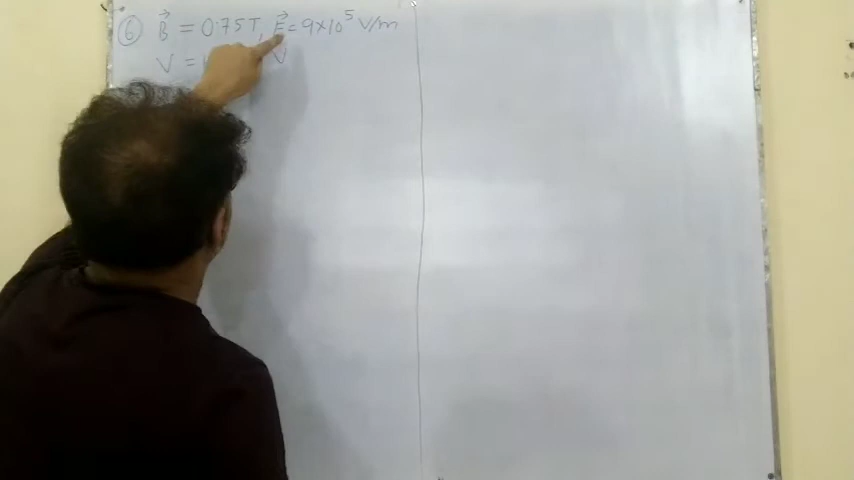 ⑥ B⃗ = 0.75T, E⃗ = 9×10⁵ V/m
V = V